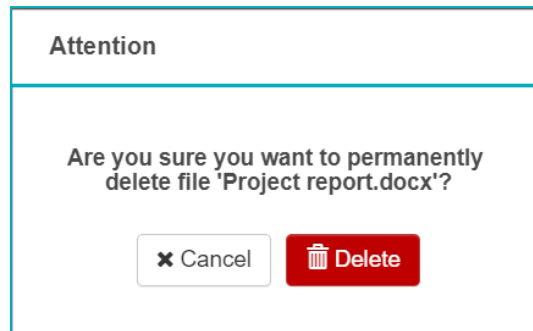 Attention
Are you sure you want to permanently
delete file 'Project report.docx'?
Cancel
Delete